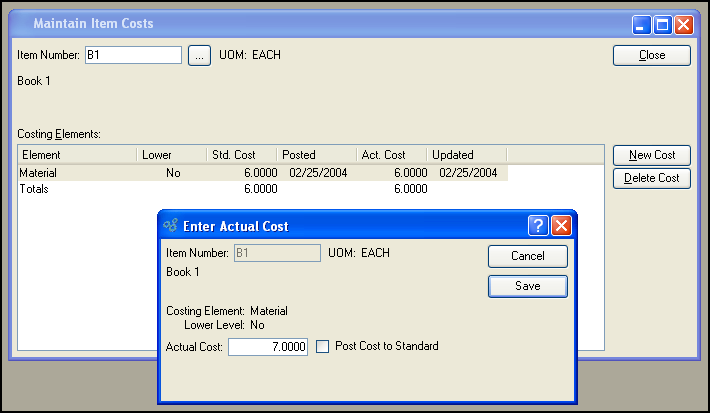 Maintain Item Costs
Item Number: B1 ... UOM: EACH Close
Book 1
Costing Elements:
Element Lower Std. Cost Posted Act. Cost Updated
Material No 6.0000 02/25/2004 6.0000 02/25/2004
Totals 6.0000 6.0000
New Cost
Delete Cost
Enter Actual Cost ?
Item Number: B1 UOM: EACH Cancel
Book 1
Save
Costing Element: Material
Lower Level: No
Actual Cost: 7.0000 Post Cost to Standard